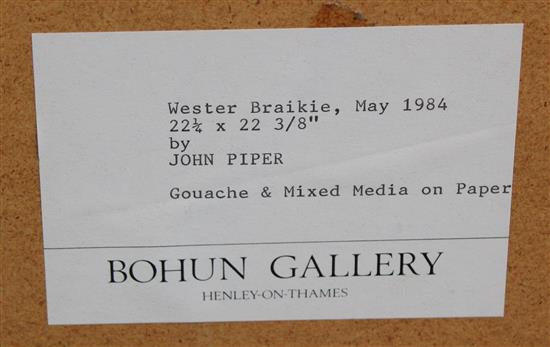 Wester Braikie, May 1984
22¼ x 22 3/8"
by
JOHN PIPER
Gouache & Mixed Media on Paper
BOHUN GALLERY
HENLEY-ON-THAMES